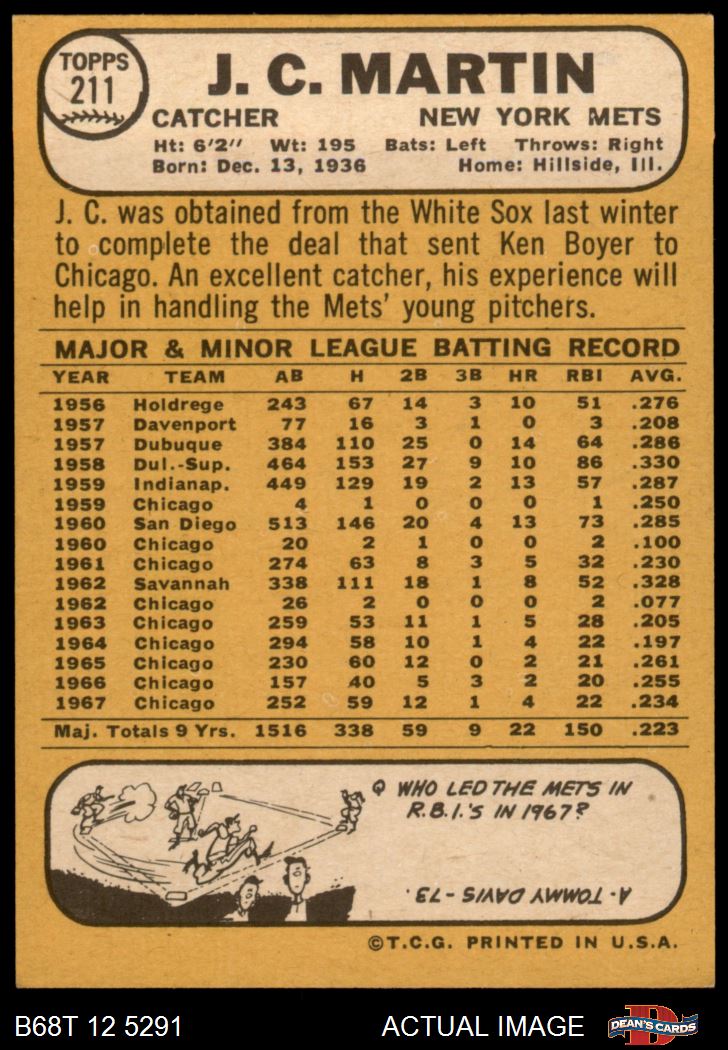 TOPPS
211
J. C. MARTIN
CATCHER NEW YORK METS
Ht: 6'2" Wt: 195 Bats: Left Throws: Right
Born: Dec. 13, 1936 Home: Hillside, Ill.
J. C. was obtained from the White Sox last winter
to complete the deal that sent Ken Boyer to
Chicago. An excellent catcher, his experience will
help in handling the Mets' young pitchers.
MAJOR & MINOR LEAGUE BATTING RECORD
YEAR TEAM AB H 2B 3B HR RBI AVG.
1956 Holdrege 243 67 14 3 10 51 .276
1957 Davenport 77 16 3 1 0 3 .208
1957 Dubuque 384 110 25 0 14 64 .286
1958 Dul.-Sup. 464 153 27 9 10 86 .330
1959 Indianap. 449 129 19 2 13 57 .287
1959 Chicago 4 1 0 0 0 1 .250
1960 San Diego 513 146 20 4 13 73 .285
1960 Chicago 20 2 1 0 0 2 .100
1961 Chicago 274 63 8 3 5 32 .230
1962 Savannah 338 111 18 1 8 52 .328
1962 Chicago 26 2 0 0 0 2 .077
1963 Chicago 259 53 11 1 5 28 .205
1964 Chicago 294 58 10 1 4 22 .197
1965 Chicago 230 60 12 0 2 21 .261
1966 Chicago 157 40 5 3 2 20 .255
1967 Chicago 252 59 12 1 4 22 .234
Maj. Totals 9 Yrs. 1516 338 59 9 22 150 .223
Q WHO LED THE METS IN
R.B.I.'S IN 1967?
A-TOMMY DAVIS-73.
©T.C.G. PRINTED IN U.S.A.
B68T 12 5291 ACTUAL IMAGE DEAN'S CARDS